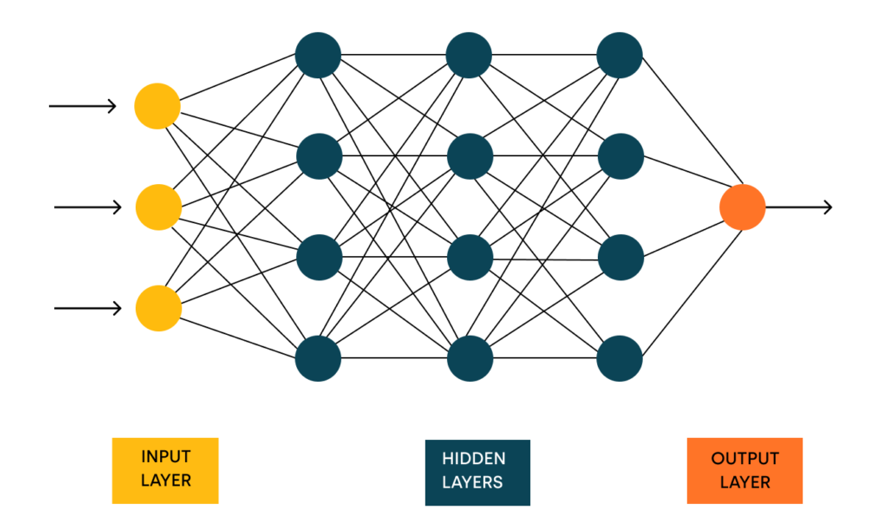 INPUT
LAYER
HIDDEN
LAYERS
OUTPUT
LAYER